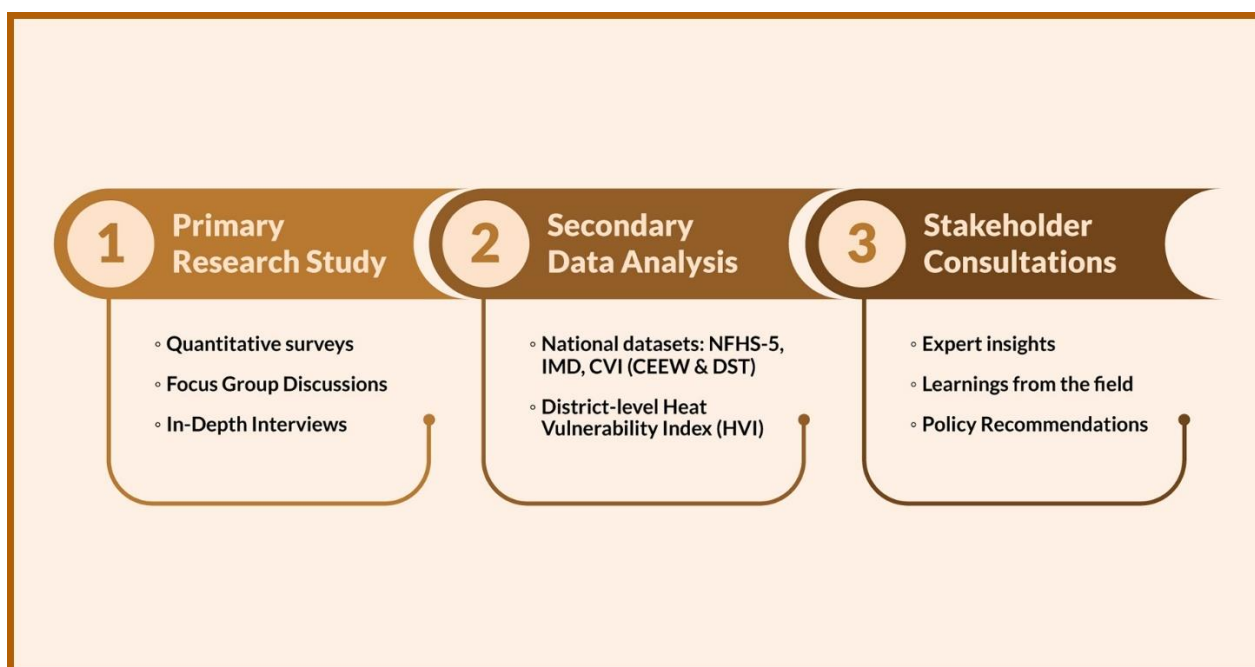 1
Primary
Research Study
◦ Quantitative surveys
◦ Focus Group Discussions
◦ In-Depth Interviews
2
Secondary
Data Analysis
◦ National datasets: NFHS-5,
IMD, CVI (CEEW & DST)
◦ District-level Heat
Vulnerability Index (HVI)
3
Stakeholder
Consultations
◦ Expert insights
◦ Learnings from the field
◦ Policy Recommendations